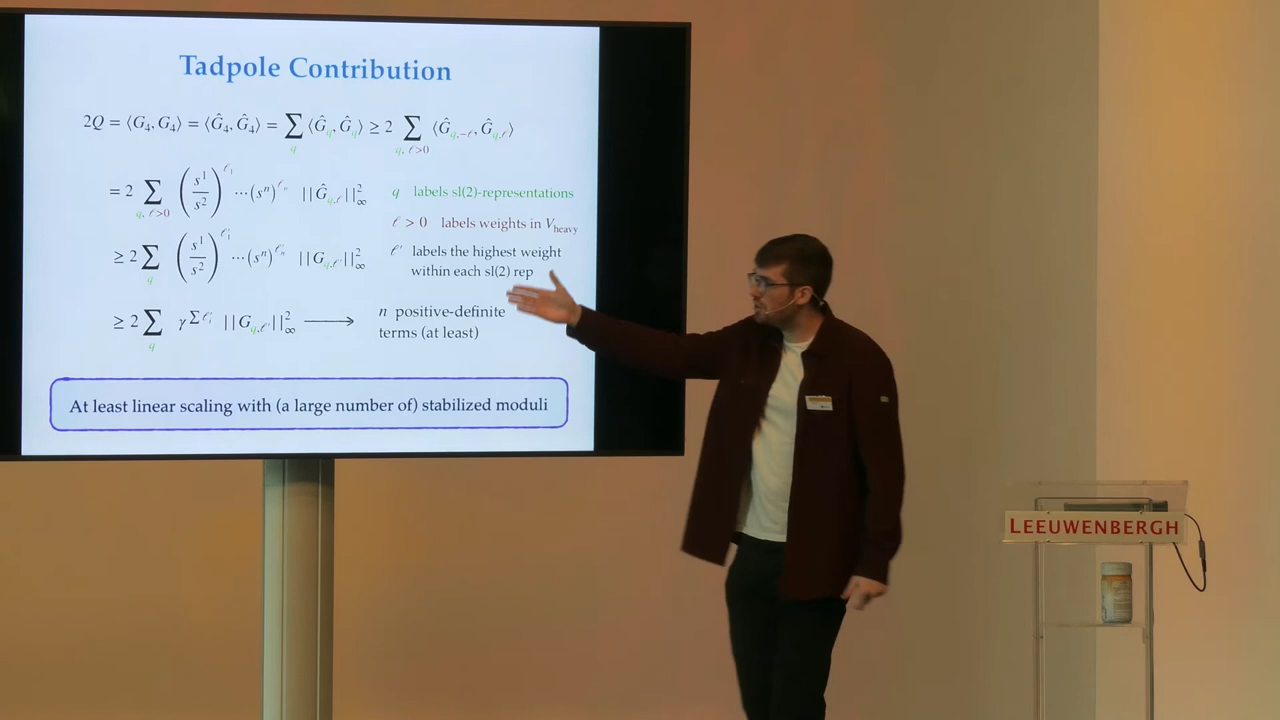 Tadpole Contribution
2Q = ⟨G₄, G₄⟩ = ⟨Ĝ₄, Ĝ₄⟩ = ∑_q ⟨Ĝ_q, Ĝ_q⟩ ≥ 2 ∑_{q, ℓ>0} ⟨Ĝ_{q,−ℓ}, Ĝ_{q,ℓ}⟩
= 2 ∑_{q, ℓ>0} (s¹/s²)^{ℓ₁} ⋯ (sⁿ)^{ℓₙ} ||Ĝ_{q,ℓ}||²_∞
q labels sl(2)-representations
ℓ > 0 labels weights in V_heavy
≥ 2 ∑_q (s¹/s²)^{ℓ'₁} ⋯ (sⁿ)^{ℓ'ₙ} ||G_{q,ℓ'}||²_∞
ℓ' labels the highest weight
within each sl(2) rep
≥ 2 ∑_q γ^{∑ℓ'ᵢ} ||G_{q,ℓ'}||²_∞ ⟶
n positive-definite
terms (at least)
At least linear scaling with (a large number of) stabilized moduli
LEEUWENBERGH